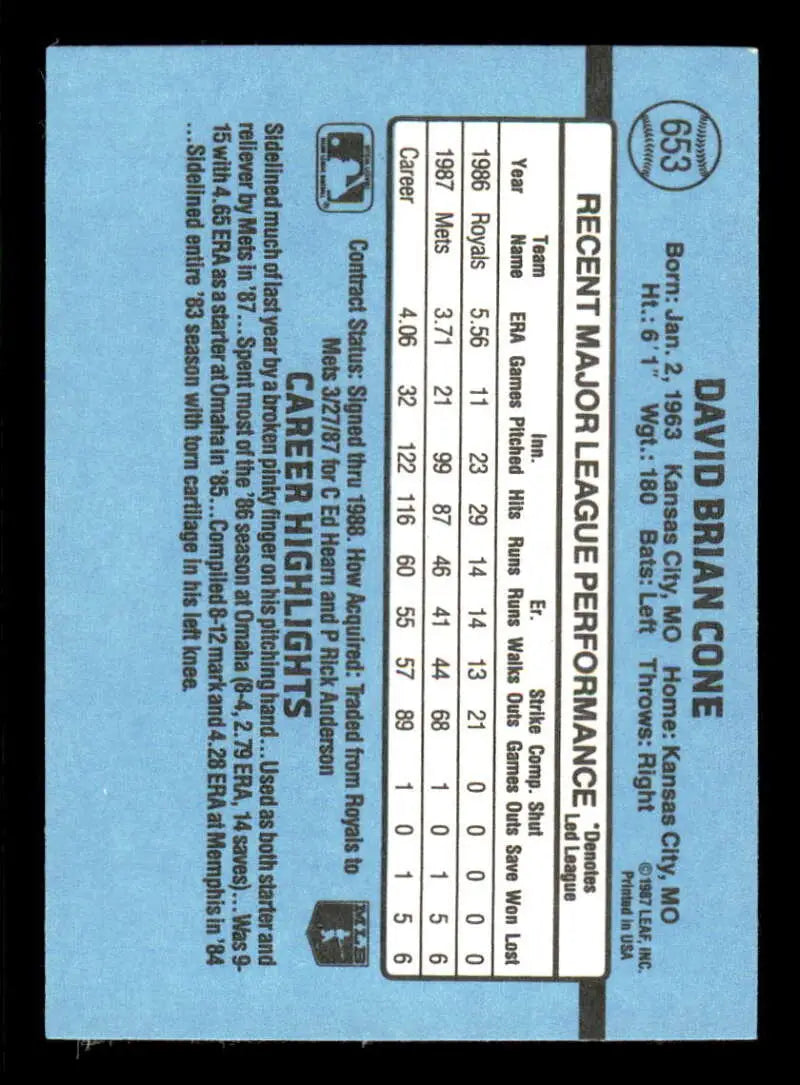 653
DAVID BRIAN CONE
Born: Jan. 2, 1963 Kansas City, MO Home: Kansas City, MO
Ht.: 6'1" Wgt.: 180 Bats: Left Throws: Right
©1987 LEAF, INC.
Printed in USA
RECENT MAJOR LEAGUE PERFORMANCE *Denotes Led League
Team Inn. Er. Strike Comp. Shut
Year Name ERA Games Pitched Hits Runs Runs Walks Outs Games Outs Save Won Lost
1986 Royals 5.56 11 23 29 14 14 13 21 0 0 0 0 0
1987 Mets 3.71 21 99 87 46 41 44 68 1 0 1 5 6
Career 4.06 32 122 116 60 55 57 89 1 0 1 5 6
Contract Status: Signed thru 1988. How Acquired: Traded from Royals to
Mets 3/27/87 for C Ed Hearn and P Rick Anderson
MLB
CAREER HIGHLIGHTS
Sidelined much of last year by a broken pinky finger on his pitching hand...Used as both starter and
reliever by Mets in '87...Spent most of the '86 season at Omaha (8-4, 2.79 ERA, 14 saves)...Was 9-
15 with 4.65 ERA as a starter at Omaha in '85...Compiled 8-12 mark and 4.28 ERA at Memphis in '84
...Sidelined entire '83 season with torn cartilage in his left knee.